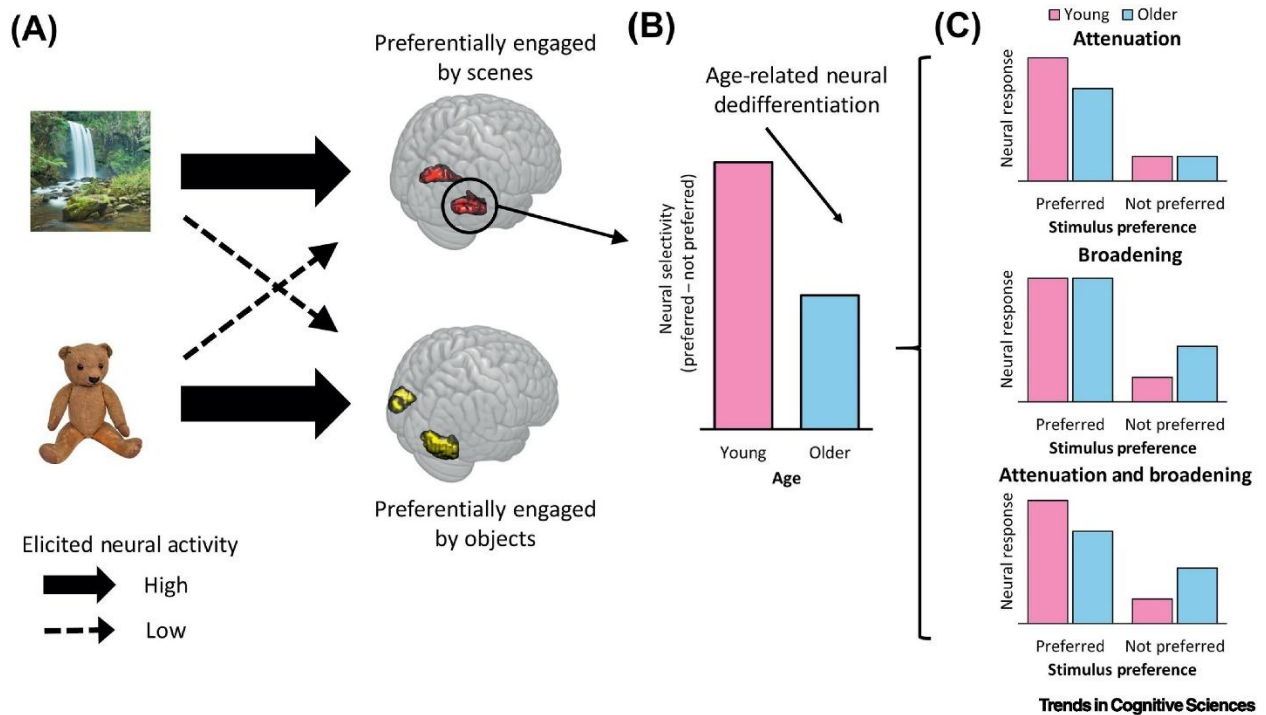 (A)
Preferentially engaged
by scenes
Preferentially engaged
by objects
Elicited neural activity
High
Low
(B)
Age-related neural
dedifferentiation
Neural selectivity
(preferred – not preferred)
Young
Older
Age
(C)
Young
Older
Attenuation
Neural response
Preferred
Not preferred
Stimulus preference
Broadening
Neural response
Preferred
Not preferred
Stimulus preference
Attenuation and broadening
Neural response
Preferred
Not preferred
Stimulus preference
Trends in Cognitive Sciences